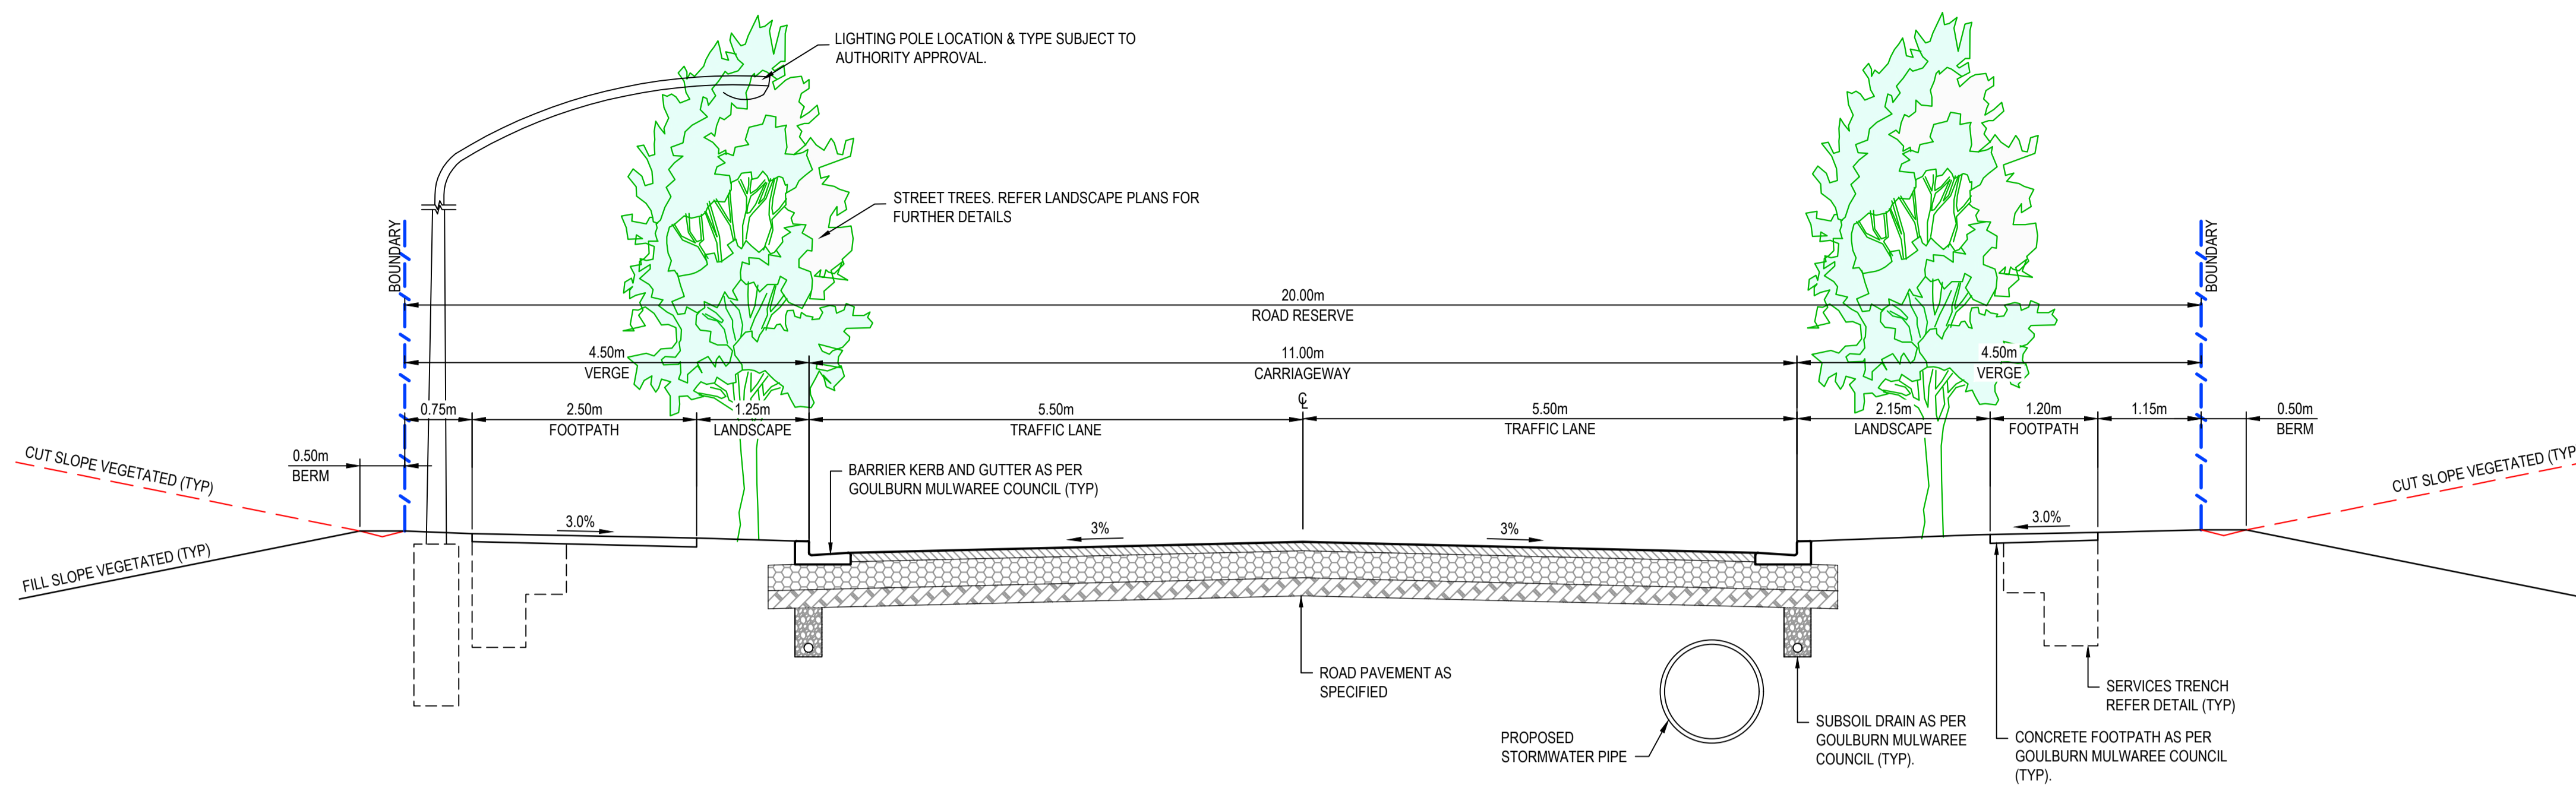 LIGHTING POLE LOCATION & TYPE SUBJECT TO
AUTHORITY APPROVAL.
STREET TREES. REFER LANDSCAPE PLANS FOR
FURTHER DETAILS
BOUNDARY
BOUNDARY
20.00m
ROAD RESERVE
4.50m
VERGE
11.00m
CARRIAGEWAY
4.50m
VERGE
0.75m
2.50m
FOOTPATH
1.25m
LANDSCAPE
5.50m
TRAFFIC LANE
℄
5.50m
TRAFFIC LANE
2.15m
LANDSCAPE
1.20m
FOOTPATH
1.15m
0.50m
BERM
0.50m
BERM
CUT SLOPE VEGETATED (TYP)
FILL SLOPE VEGETATED (TYP)
CUT SLOPE VEGETATED (TYP
BARRIER KERB AND GUTTER AS PER
GOULBURN MULWAREE COUNCIL (TYP)
3.0%
3%
3%
3.0%
ROAD PAVEMENT AS
SPECIFIED
PROPOSED
STORMWATER PIPE
SUBSOIL DRAIN AS PER
GOULBURN MULWAREE
COUNCIL (TYP).
SERVICES TRENCH
REFER DETAIL (TYP)
CONCRETE FOOTPATH AS PER
GOULBURN MULWAREE COUNCIL
(TYP).